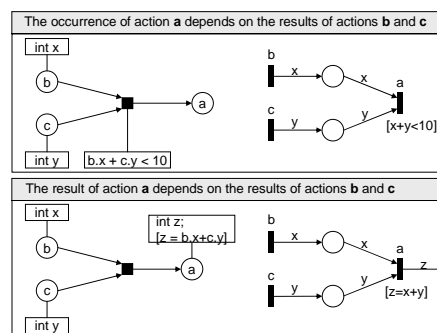 The occurrence of action a depends on the results of actions b and c
int x
b
c
int y
b.x + c.y < 10
a
b
x
x
c
y
y
a
[x+y<10]
The result of action a depends on the results of actions b and c
int x
b
c
int y
int z;
[z = b.x+c.y]
a
b
x
x
c
y
y
a
z
[z=x+y]